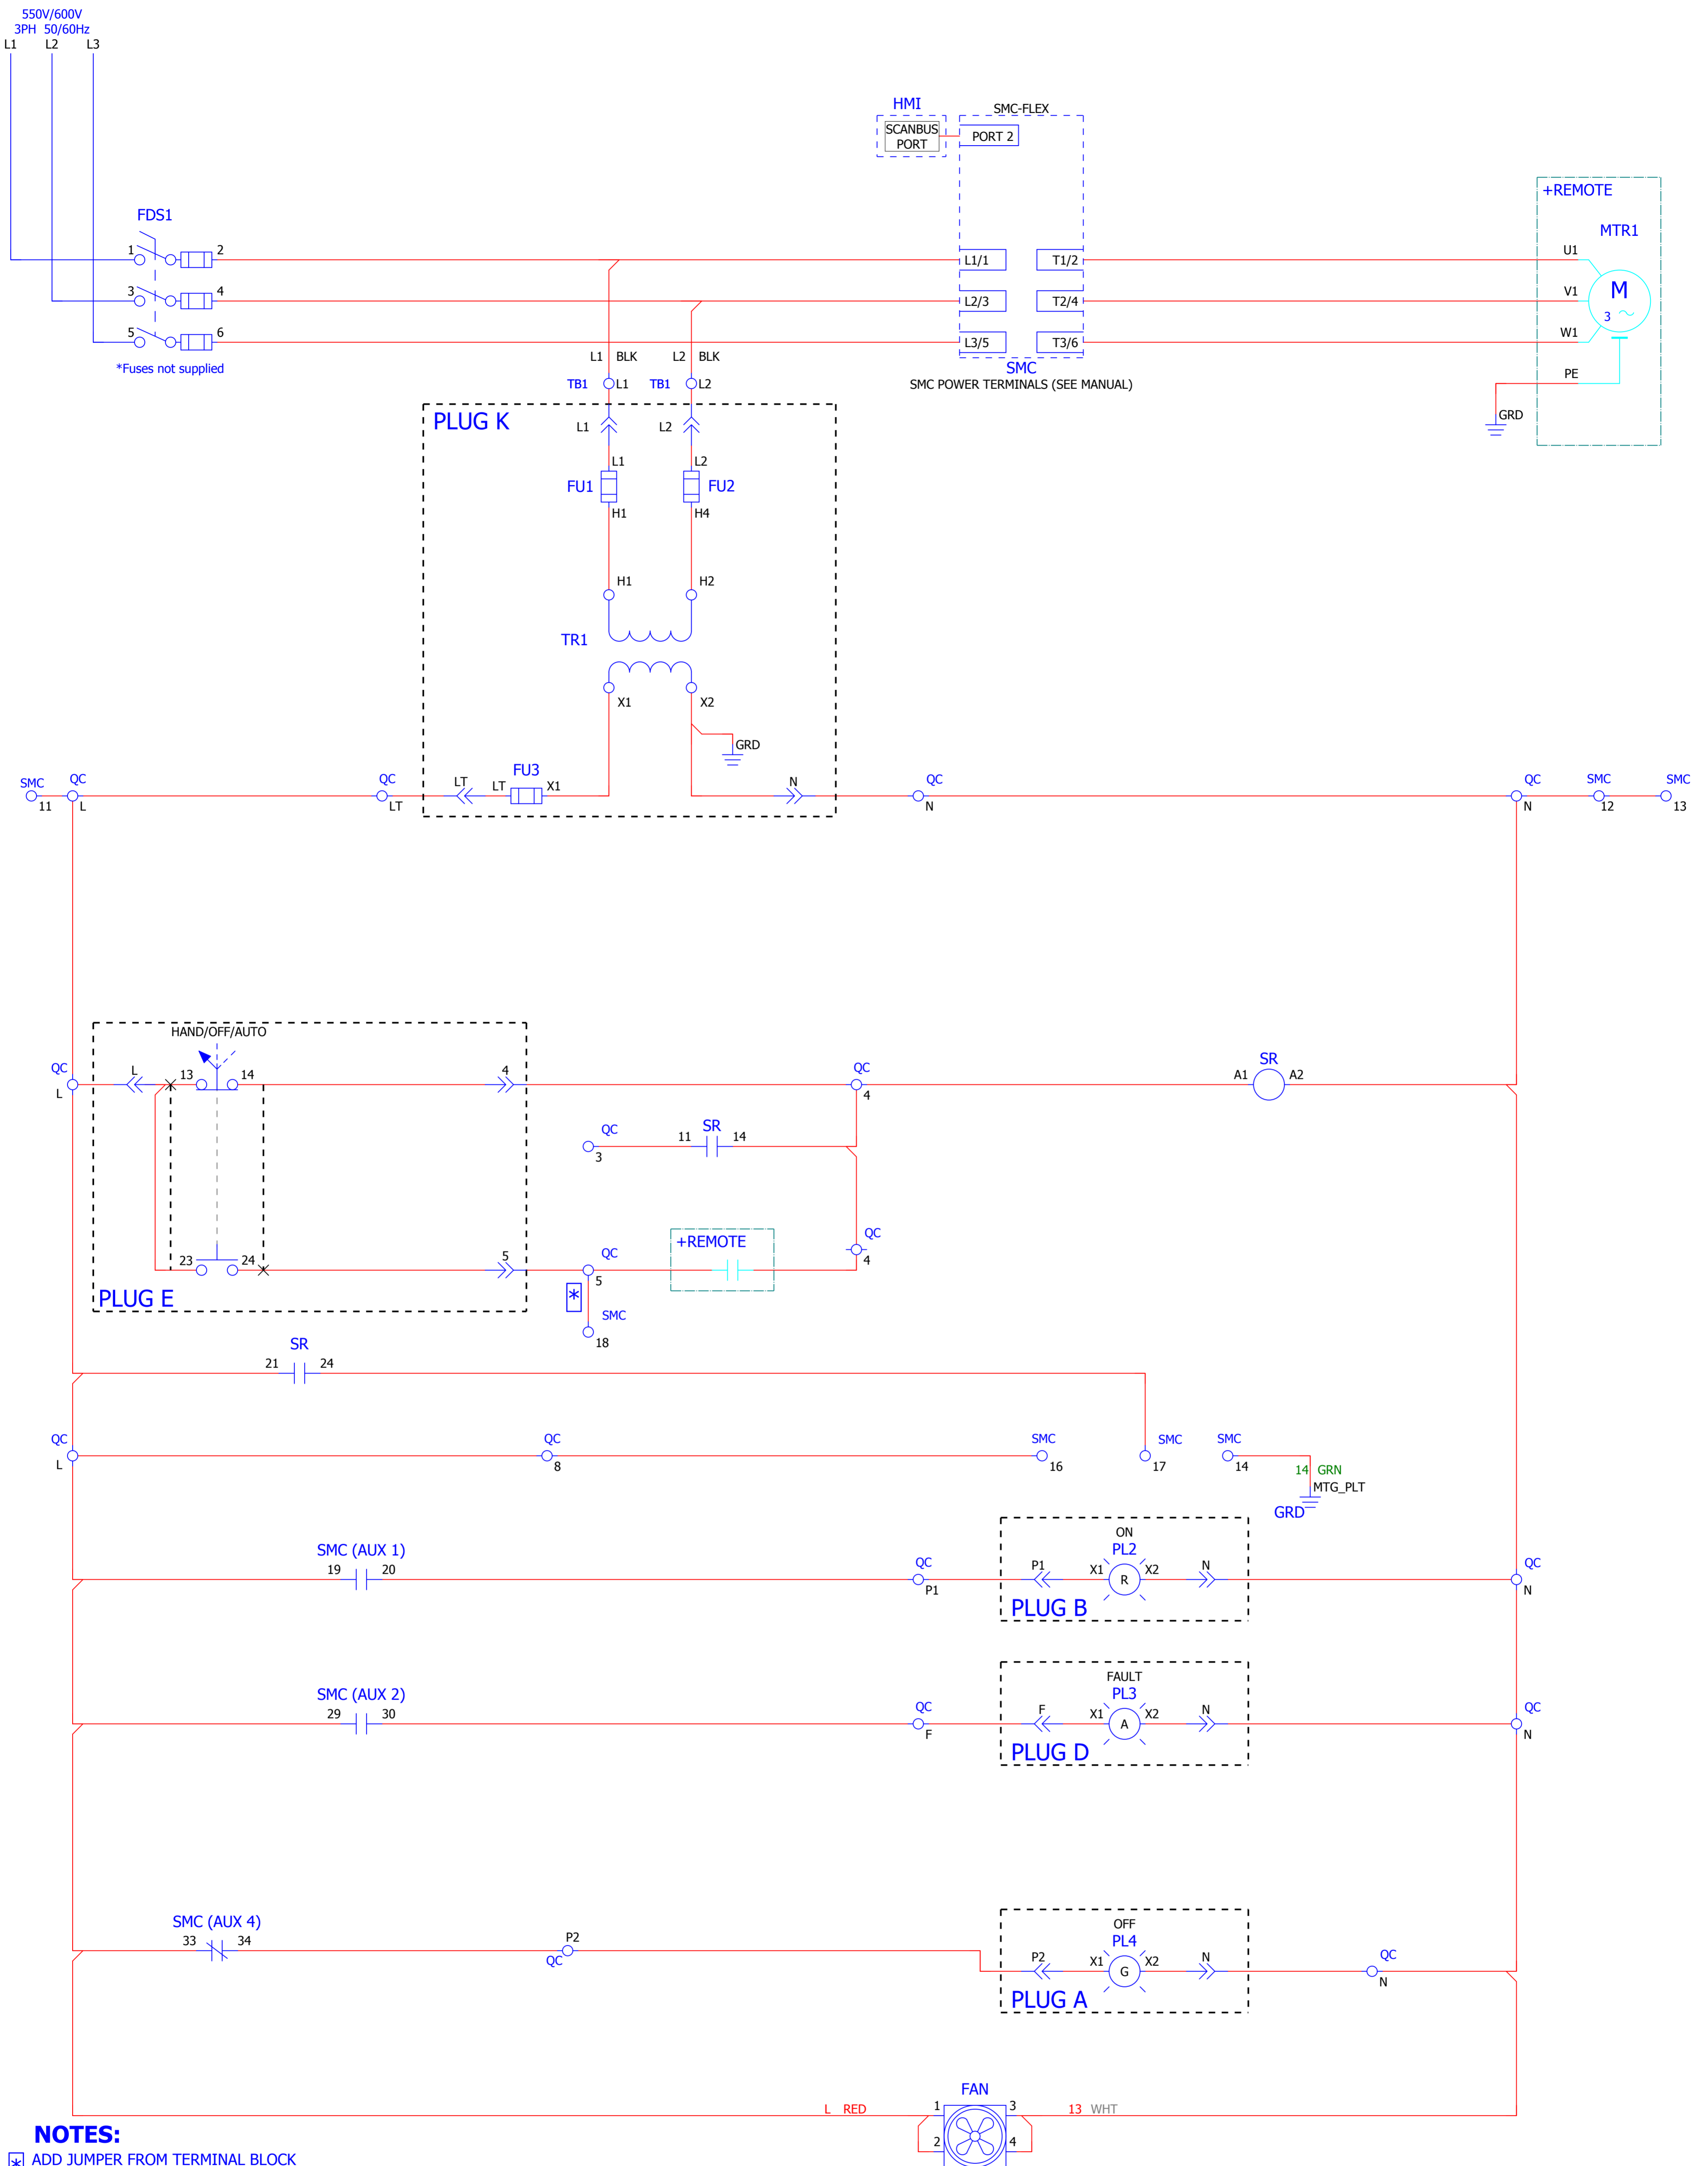 550V/600V
3PH 50/60Hz
L1 L2 L3
HMI
SMC-FLEX
SCANBUS
PORT
PORT 2
+REMOTE
FDS1
MTR1
1 2
L1/1 T1/2
U1
3 4
L2/3 T2/4
V1
M
3
5 6
L3/5 T3/6
W1
*Fuses not supplied
L1 BLK L2 BLK
SMC
SMC POWER TERMINALS (SEE MANUAL)
PE
GRD
TB1 L1 TB1 L2
PLUG K
L1 L2
L1 L2
FU1 FU2
H1 H4
H1 H2
TR1
X1 X2
GRD
SMC QC QC LT LT FU3 X1 N QC QC SMC SMC
11 L LT N N 12 13
HAND/OFF/AUTO
QC L 13 14 4 QC A1 SR A2
L 4
QC 11 SR 14
3
+REMOTE
QC
4
23 24 5 QC
5
PLUG E
*
SMC
18
SR
21 24
QC QC SMC SMC SMC
L 8 16 17 14
14 GRN
MTG_PLT
GRD
SMC (AUX 1)
19 20
ON
PL2
QC P1 X1 R X2 N QC
P1 N
PLUG B
SMC (AUX 2)
29 30
FAULT
PL3
QC F X1 A X2 N QC
F N
PLUG D
SMC (AUX 4)
33 34
P2
QC
OFF
PL4
P2 X1 G X2 N QC
N
PLUG A
FAN
L RED 1 3 13 WHT
2 4
NOTES:
* ADD JUMPER FROM TERMINAL BLOCK